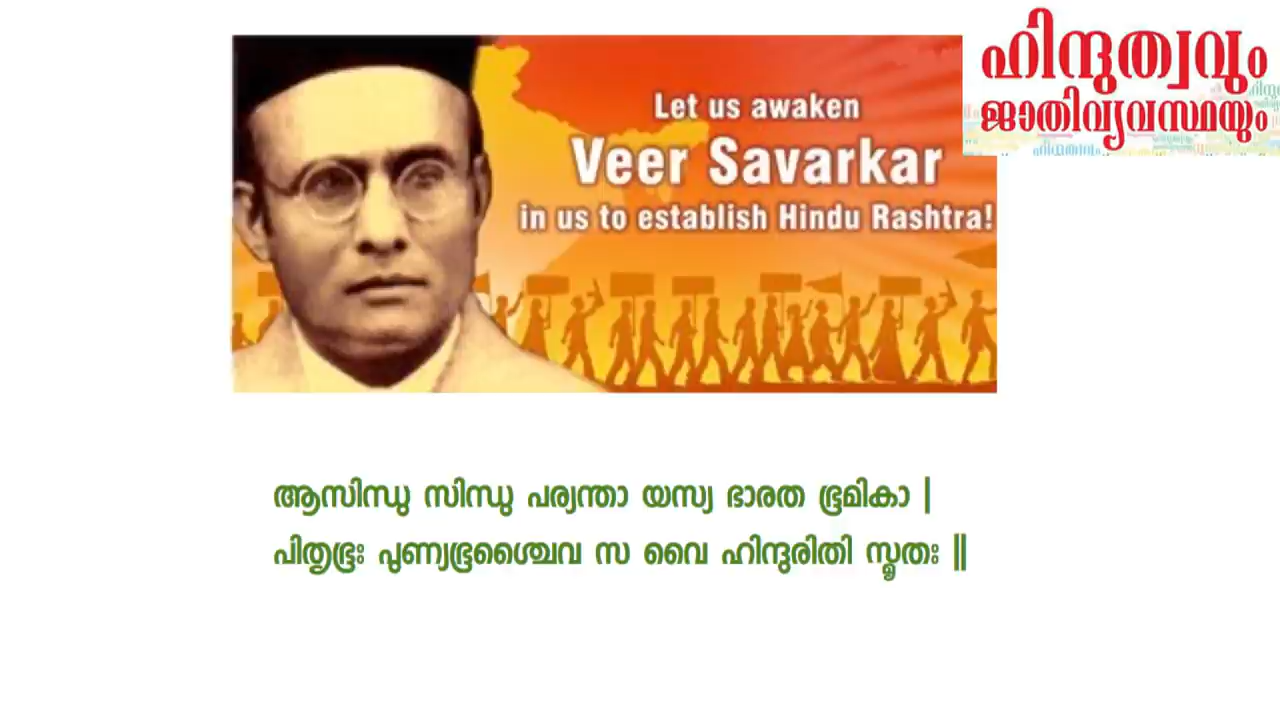 ഹിന്ദുത്വവും
ജാതിവ്യവസ്ഥയും
Let us awaken
Veer Savarkar
in us to establish Hindu Rashtra!
ആസിന്ധു സിന്ധു പര്യന്താ യസ്യ ഭാരത ഭൂമികാ |
പിതൃഭൂഃ പുണ്യഭൂശ്ചൈവ സ വൈ ഹിന്ദുരിതി സ്മൃതഃ ||